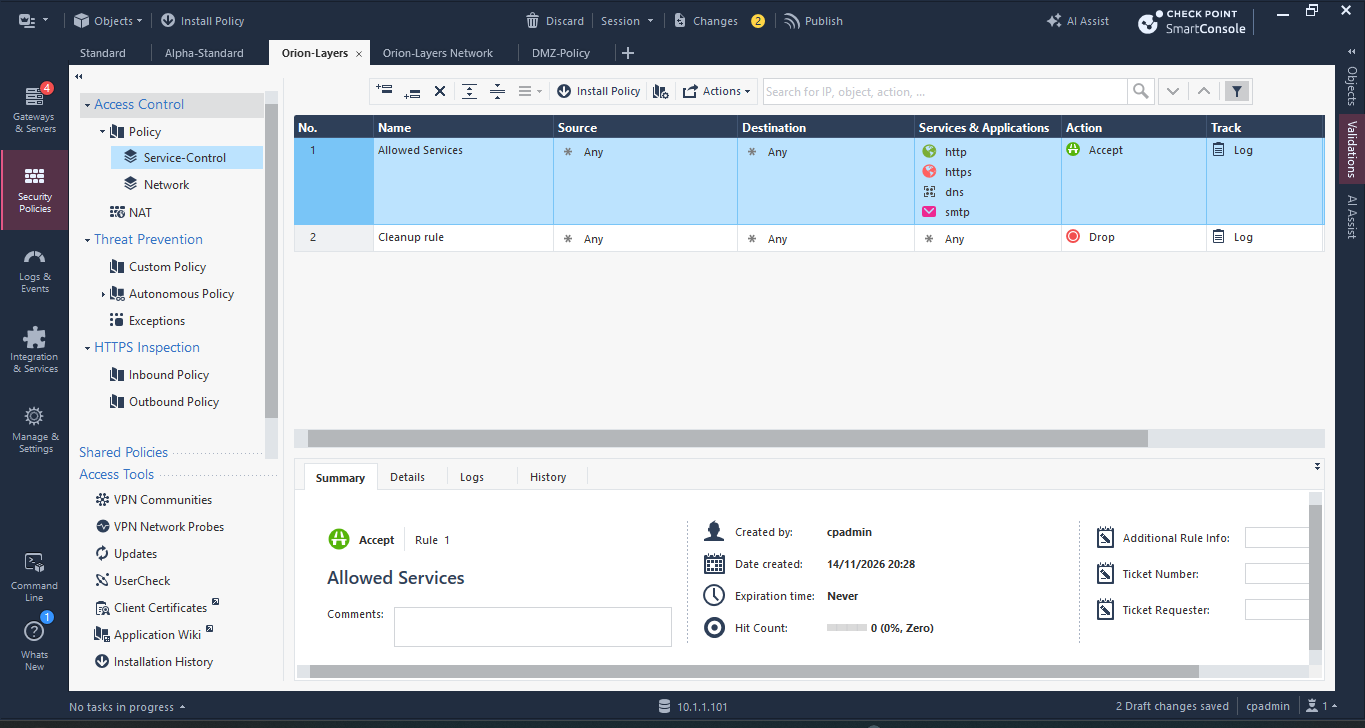 Objects
Install Policy
Discard
Session
Changes
2
Publish
AI Assist
CHECK POINT
SmartConsole
Standard
Alpha-Standard
Orion-Layers
Orion-Layers Network
DMZ-Policy
4
Gateways
& Servers
Security
Policies
Logs &
Events
Integration
& Services
Manage &
Settings
Command
Line
1
Whats
New
Access Control
Policy
Service-Control
Network
NAT
Threat Prevention
Custom Policy
Autonomous Policy
Exceptions
HTTPS Inspection
Inbound Policy
Outbound Policy
Shared Policies
Access Tools
VPN Communities
VPN Network Probes
Updates
UserCheck
Client Certificates
Application Wiki
Installation History
Install Policy
Actions
Search for IP, object, action, ...
No. Name Source Destination Services & Applications Action Track
1 Allowed Services Any Any http Accept Log
https
dns
smtp
2 Cleanup rule Any Any Any Drop Log
Summary Details Logs History
Accept Rule 1
Allowed Services
Comments:
Created by: cpadmin
Date created: 14/11/2026 20:28
Expiration time: Never
Hit Count: 0 (0%, Zero)
Additional Rule Info:
Ticket Number:
Ticket Requester:
Objects
Validations
AI Assist
No tasks in progress
10.1.1.101
2 Draft changes saved
cpadmin
1